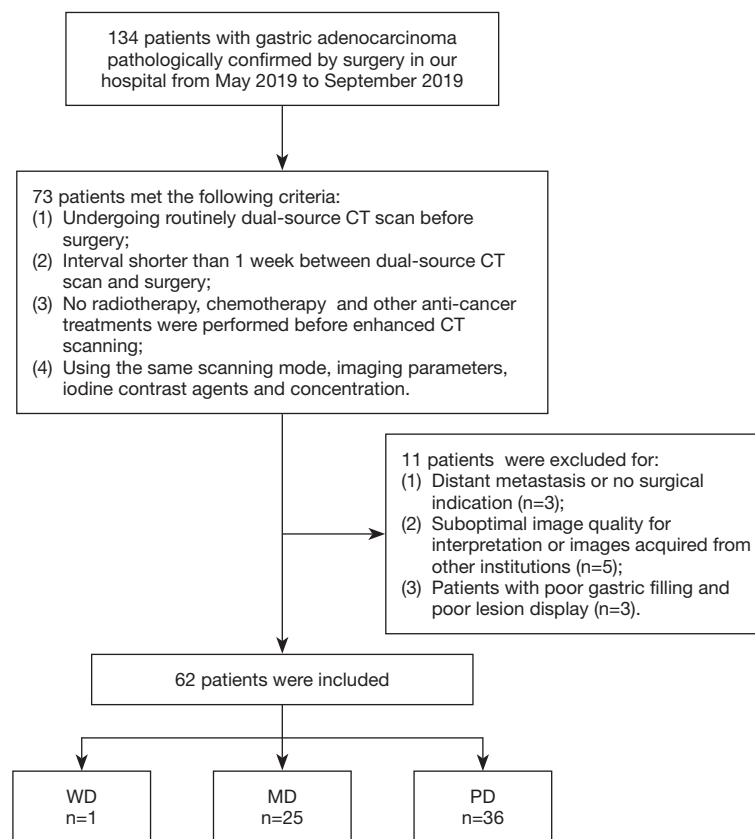 134 patients with gastric adenocarcinoma
pathologically confirmed by surgery in our
hospital from May 2019 to September 2019
73 patients met the following criteria:
(1) Undergoing routinely dual-source CT scan before
surgery;
(2) Interval shorter than 1 week between dual-source CT
scan and surgery;
(3) No radiotherapy, chemotherapy and other anti-cancer
treatments were performed before enhanced CT
scanning;
(4) Using the same scanning mode, imaging parameters,
iodine contrast agents and concentration.
11 patients were excluded for:
(1) Distant metastasis or no surgical
indication (n=3);
(2) Suboptimal image quality for
interpretation or images acquired from
other institutions (n=5);
(3) Patients with poor gastric filling and
poor lesion display (n=3).
62 patients were included
WD
n=1
MD
n=25
PD
n=36